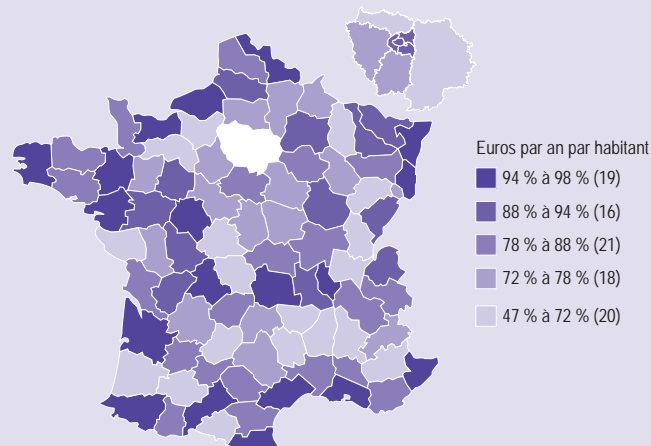 Euros par an par habitant
94 % à 98 % (19)
88 % à 94 % (16)
78 % à 88 % (21)
72 % à 78 % (18)
47 % à 72 % (20)